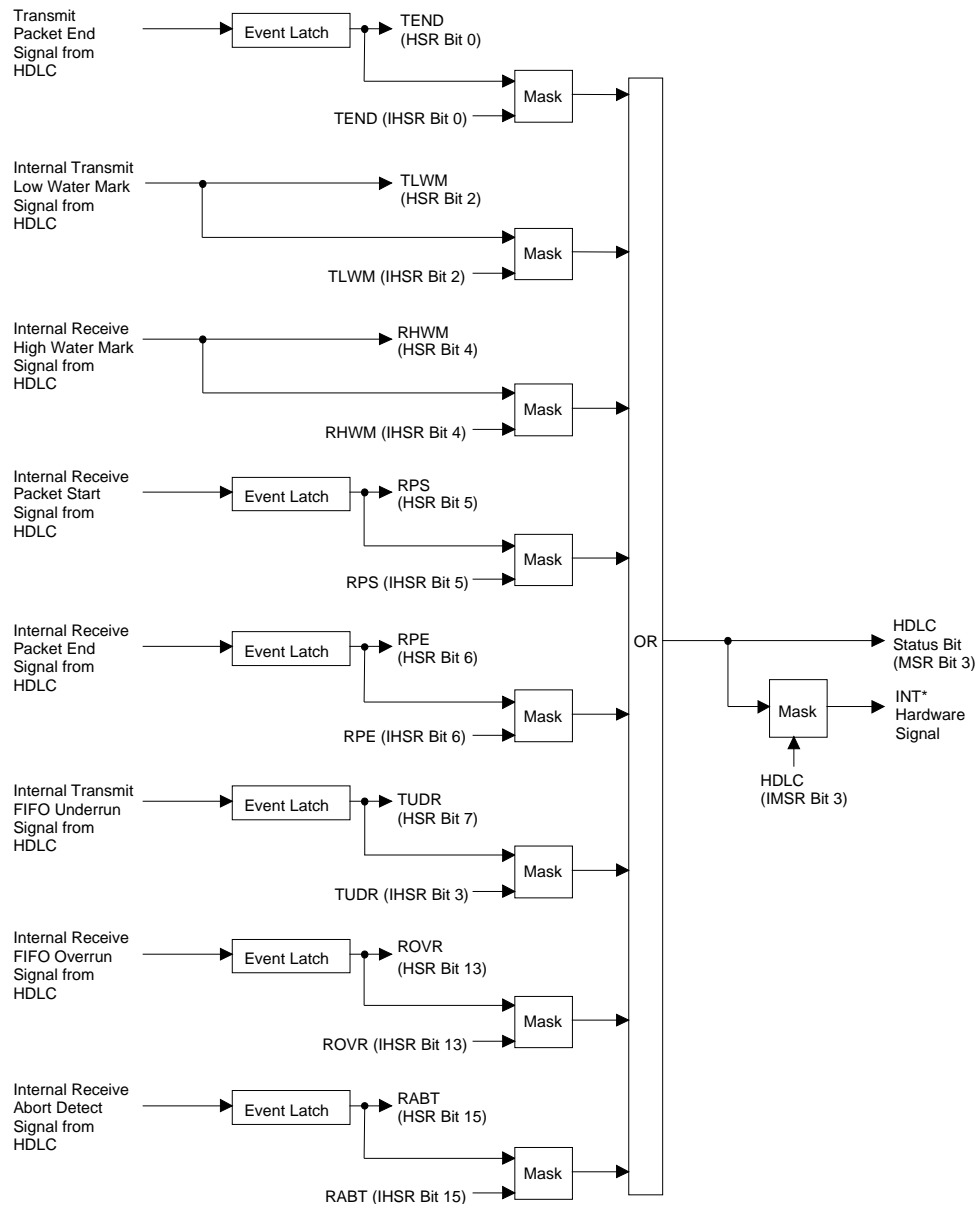 Transmit
Packet End
Signal from
HDLC
Event Latch
TEND
(HSR Bit 0)
Mask
TEND (IHSR Bit 0)
Internal Transmit
Low Water Mark
Signal from
HDLC
TLWM
(HSR Bit 2)
Mask
TLWM (IHSR Bit 2)
Internal Receive
High Water Mark
Signal from
HDLC
RHWM
(HSR Bit 4)
Mask
RHWM (IHSR Bit 4)
Internal Receive
Packet Start
Signal from
HDLC
Event Latch
RPS
(HSR Bit 5)
Mask
RPS (IHSR Bit 5)
Internal Receive
Packet End
Signal from
HDLC
Event Latch
RPE
(HSR Bit 6)
Mask
RPE (IHSR Bit 6)
Internal Transmit
FIFO Underrun
Signal from
HDLC
Event Latch
TUDR
(HSR Bit 7)
Mask
TUDR (IHSR Bit 3)
Internal Receive
FIFO Overrun
Signal from
HDLC
Event Latch
ROVR
(HSR Bit 13)
Mask
ROVR (IHSR Bit 13)
Internal Receive
Abort Detect
Signal from
HDLC
Event Latch
RABT
(HSR Bit 15)
Mask
RABT (IHSR Bit 15)
OR
HDLC
Status Bit
(MSR Bit 3)
Mask
INT*
Hardware
Signal
HDLC
(IMSR Bit 3)